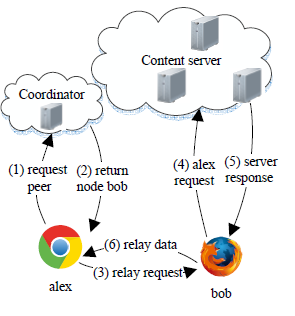 Content server
Coordinator
(1) request
peer
(2) return
node bob
(4) alex
request
(5) server
response
(6) relay data
(3) relay request
alex
bob